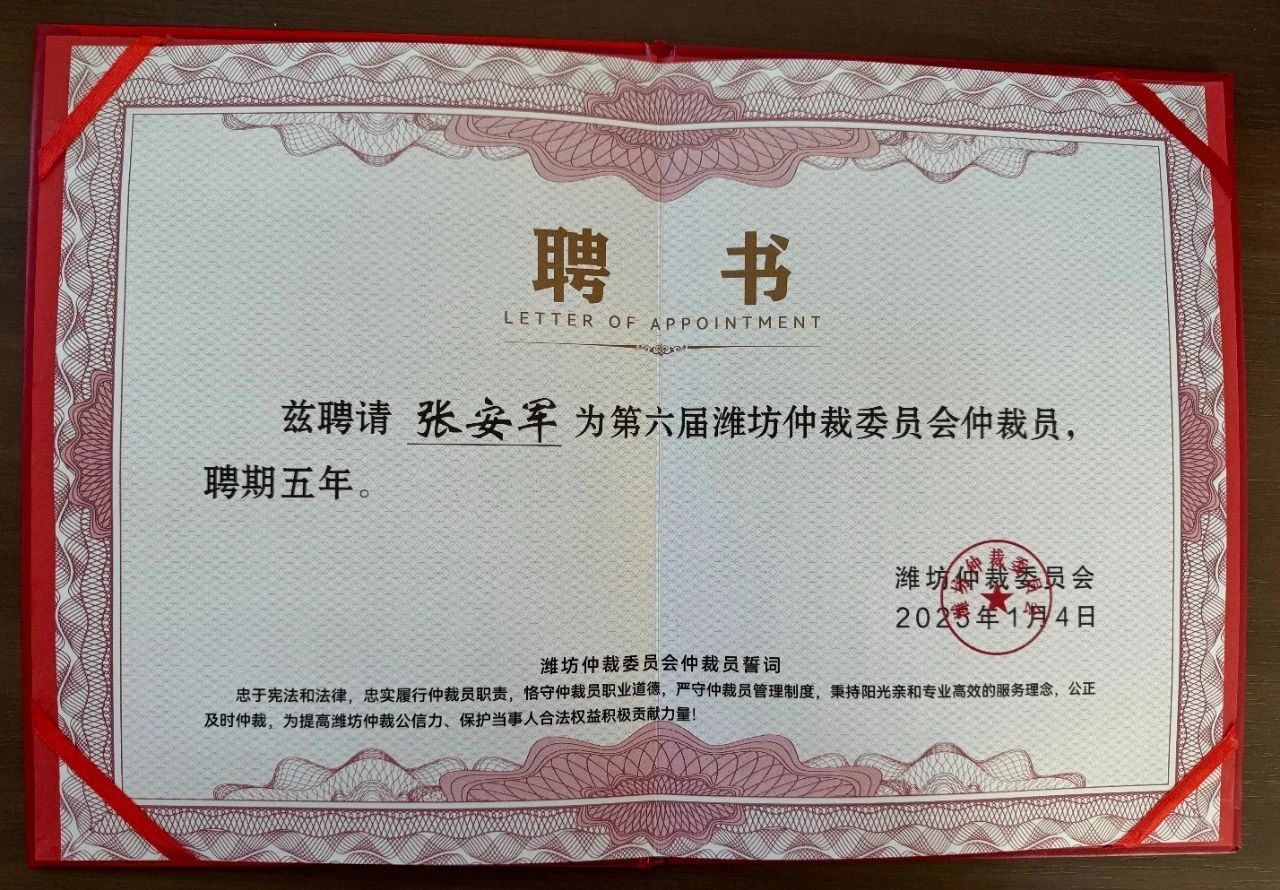 聘书
LETTER OF APPOINTMENT
兹聘请 张安军 为第六届潍坊仲裁委员会仲裁员，
聘期五年。
潍坊仲裁委员会
2025年1月4日
潍坊仲裁委员会
潍坊仲裁委员会仲裁员誓词
忠于宪法和法律，忠实履行仲裁员职责，恪守仲裁员职业道德，严守仲裁员管理制度，秉持阳光亲和专业高效的服务理念，公正
及时仲裁，为提高潍坊仲裁公信力、保护当事人合法权益积极贡献力量！